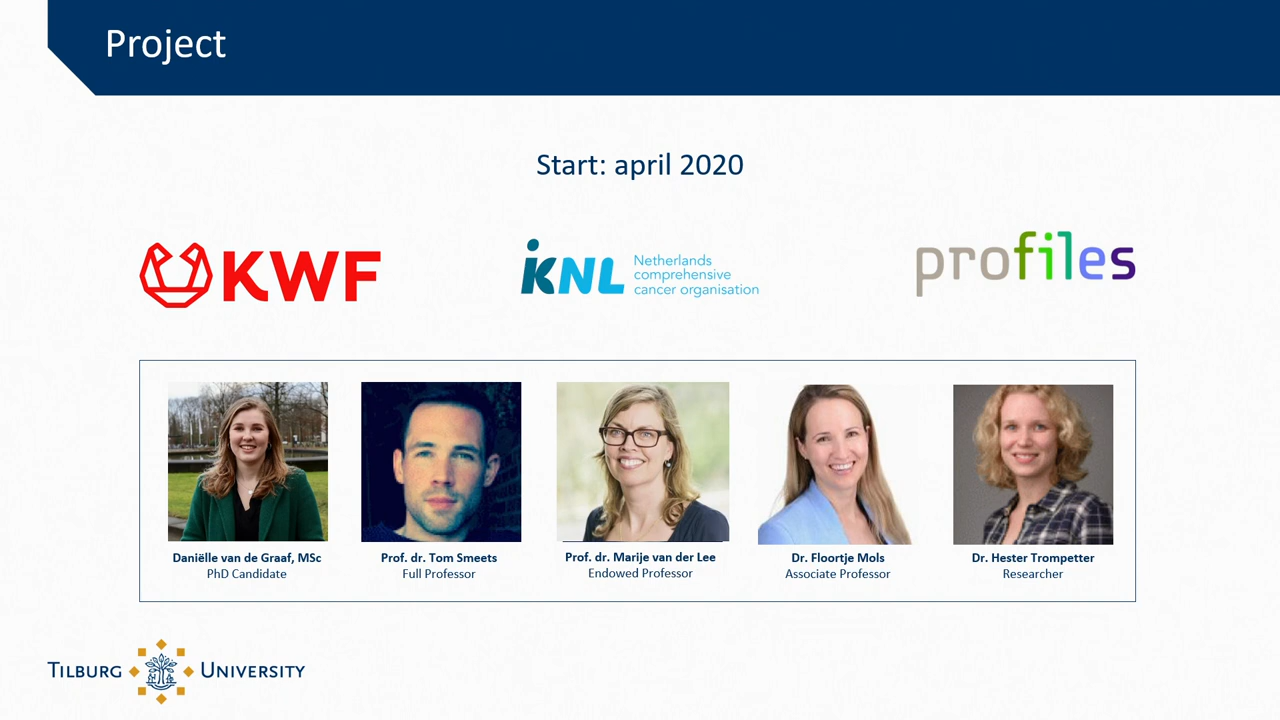 Project
Start: april 2020
KWF
iKNL
Netherlands
comprehensive
cancer organisation
profiles
Daniëlle van de Graaf, MSc
PhD Candidate
Prof. dr. Tom Smeets
Full Professor
Prof. dr. Marije van der Lee
Endowed Professor
Dr. Floortje Mols
Associate Professor
Dr. Hester Trompetter
Researcher
TILBURG UNIVERSITY